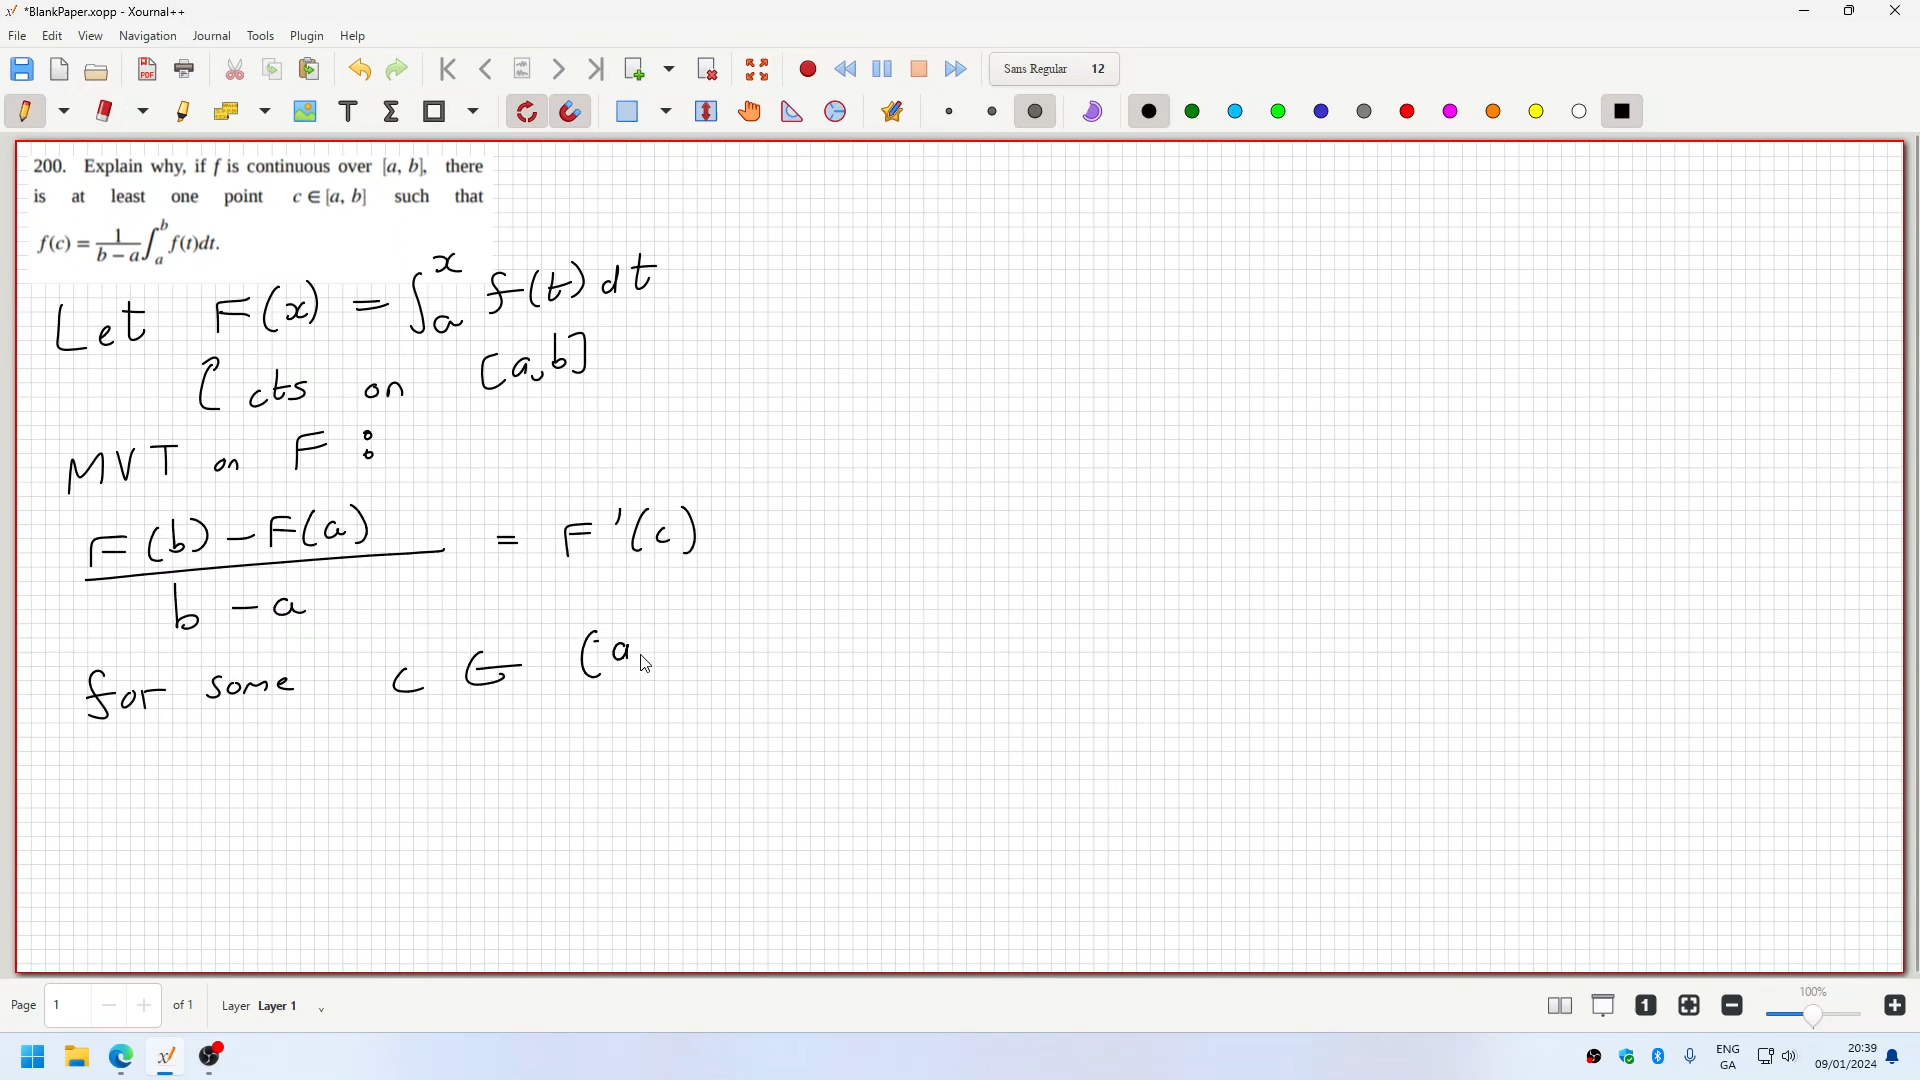 *BlankPaper.xopp - Xournal++
File Edit View Navigation Journal Tools Plugin Help
Sans Regular 12
200. Explain why, if f is continuous over [a, b], there
is at least one point c ∈ [a, b] such that
f(c) = 1/(b − a) ∫_a^b f(t)dt.
Let F(x) = ∫_a^x f(t) dt
cts on [a, b]
MVT on F :
F(b) − F(a) = F'(c)
b − a
for some c ∈ (a
Page 1 of 1 Layer Layer 1
100%
ENG
GA
20:39
09/01/2024